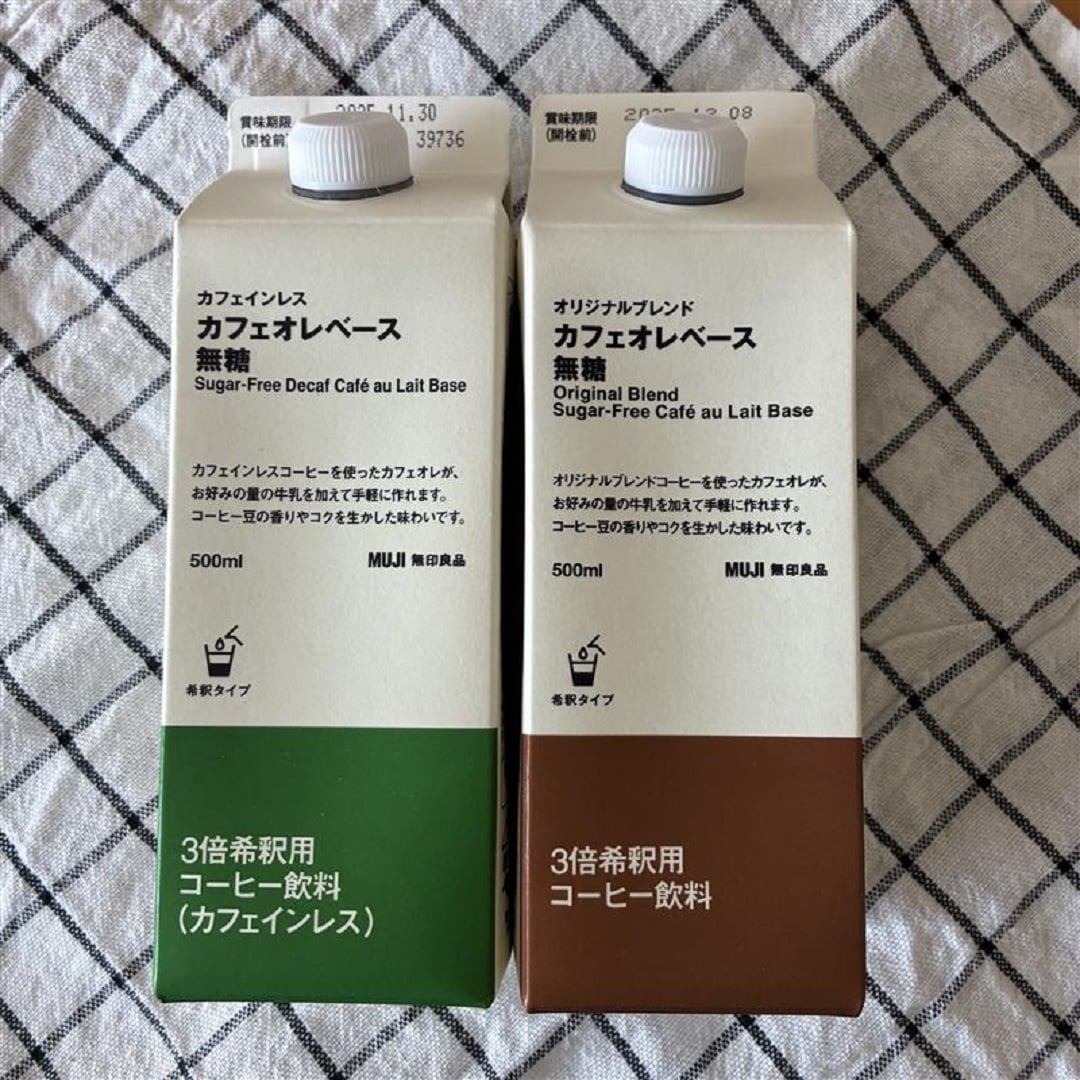 賞味期限
(開栓前)
11.30
39736
カフェインレス
カフェオレベース
無糖
Sugar-Free Decaf Café au Lait Base
カフェインレスコーヒーを使ったカフェオレが、
お好みの量の牛乳を加えて手軽に作れます。
コーヒー豆の香りやコクを生かした味わいです。
500ml
MUJI 無印良品
希釈タイプ
3倍希釈用
コーヒー飲料
(カフェインレス)
賞味期限
(開栓前)
08
オリジナルブレンド
カフェオレベース
無糖
Original Blend
Sugar-Free Café au Lait Base
オリジナルブレンドコーヒーを使ったカフェオレが、
お好みの量の牛乳を加えて手軽に作れます。
コーヒー豆の香りやコクを生かした味わいです。
500ml
MUJI 無印良品
希釈タイプ
3倍希釈用
コーヒー飲料